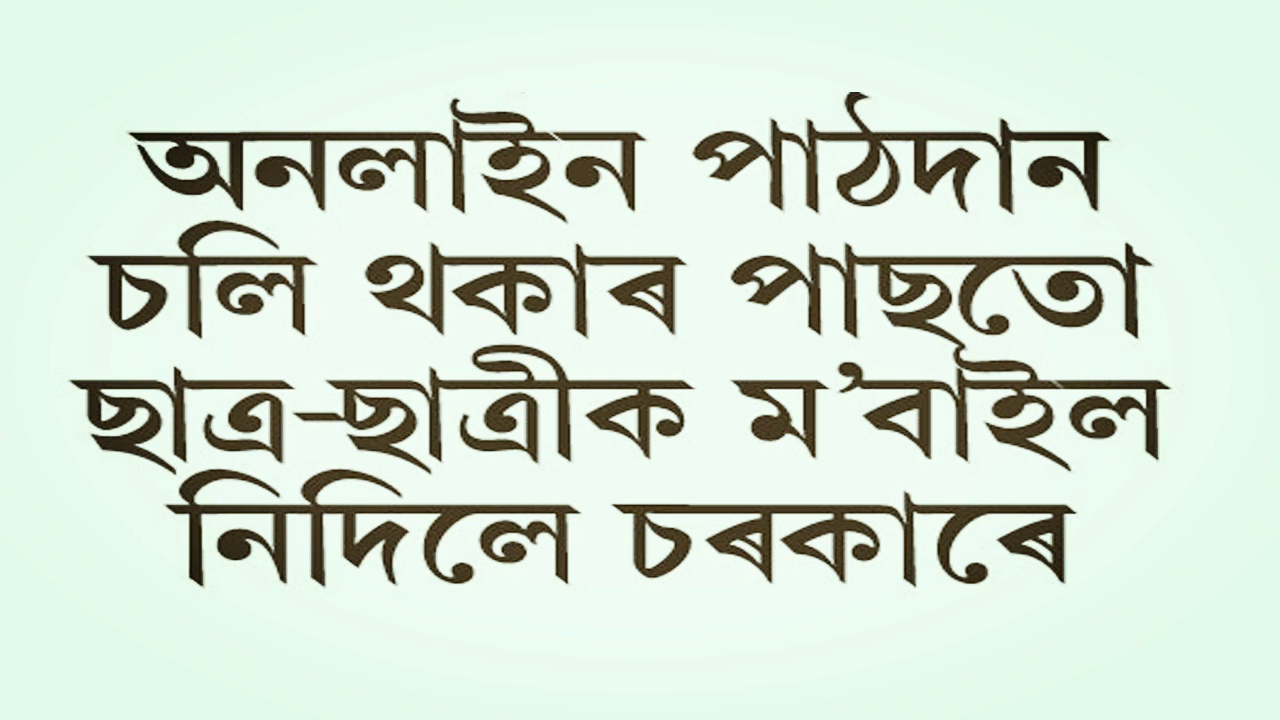 অনলাইন পাঠদান
চলি থকাৰ পাছতো
ছাত্ৰ-ছাত্ৰীক ম'বাইল
নিদিলে চৰকাৰে